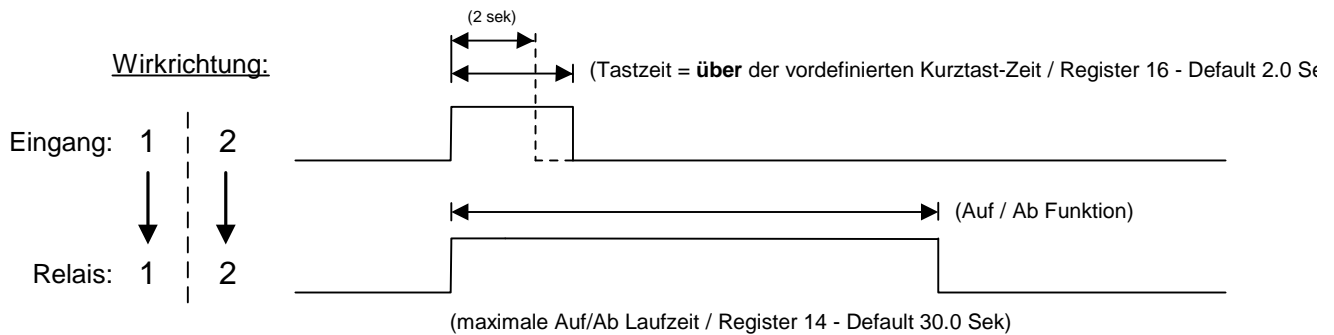 (2 sek)
Wirkrichtung:
(Tastzeit = über der vordefinierten Kurztast-Zeit / Register 16 - Default 2.0
Eingang: 1 2
(Auf / Ab Funktion)
Relais: 1 2
(maximale Auf/Ab Laufzeit / Register 14 - Default 30.0 Sek)